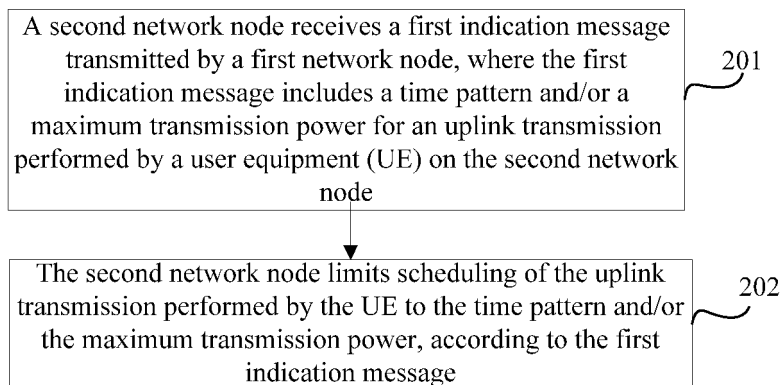 A second network node receives a first indication message
transmitted by a first network node, where the first
indication message includes a time pattern and/or a
maximum transmission power for an uplink transmission
performed by a user equipment (UE) on the second network
node
201
The second network node limits scheduling of the uplink
transmission performed by the UE to the time pattern and/or
the maximum transmission power, according to the first
indication message
202